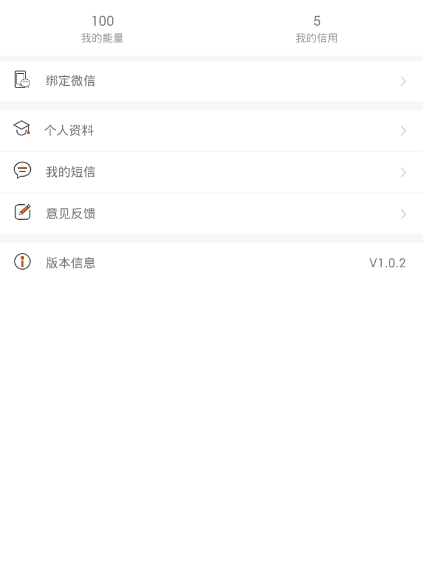 100 5
我的能量 我的信用
绑定微信
个人资料
我的短信
意见反馈
版本信息 V1.0.2